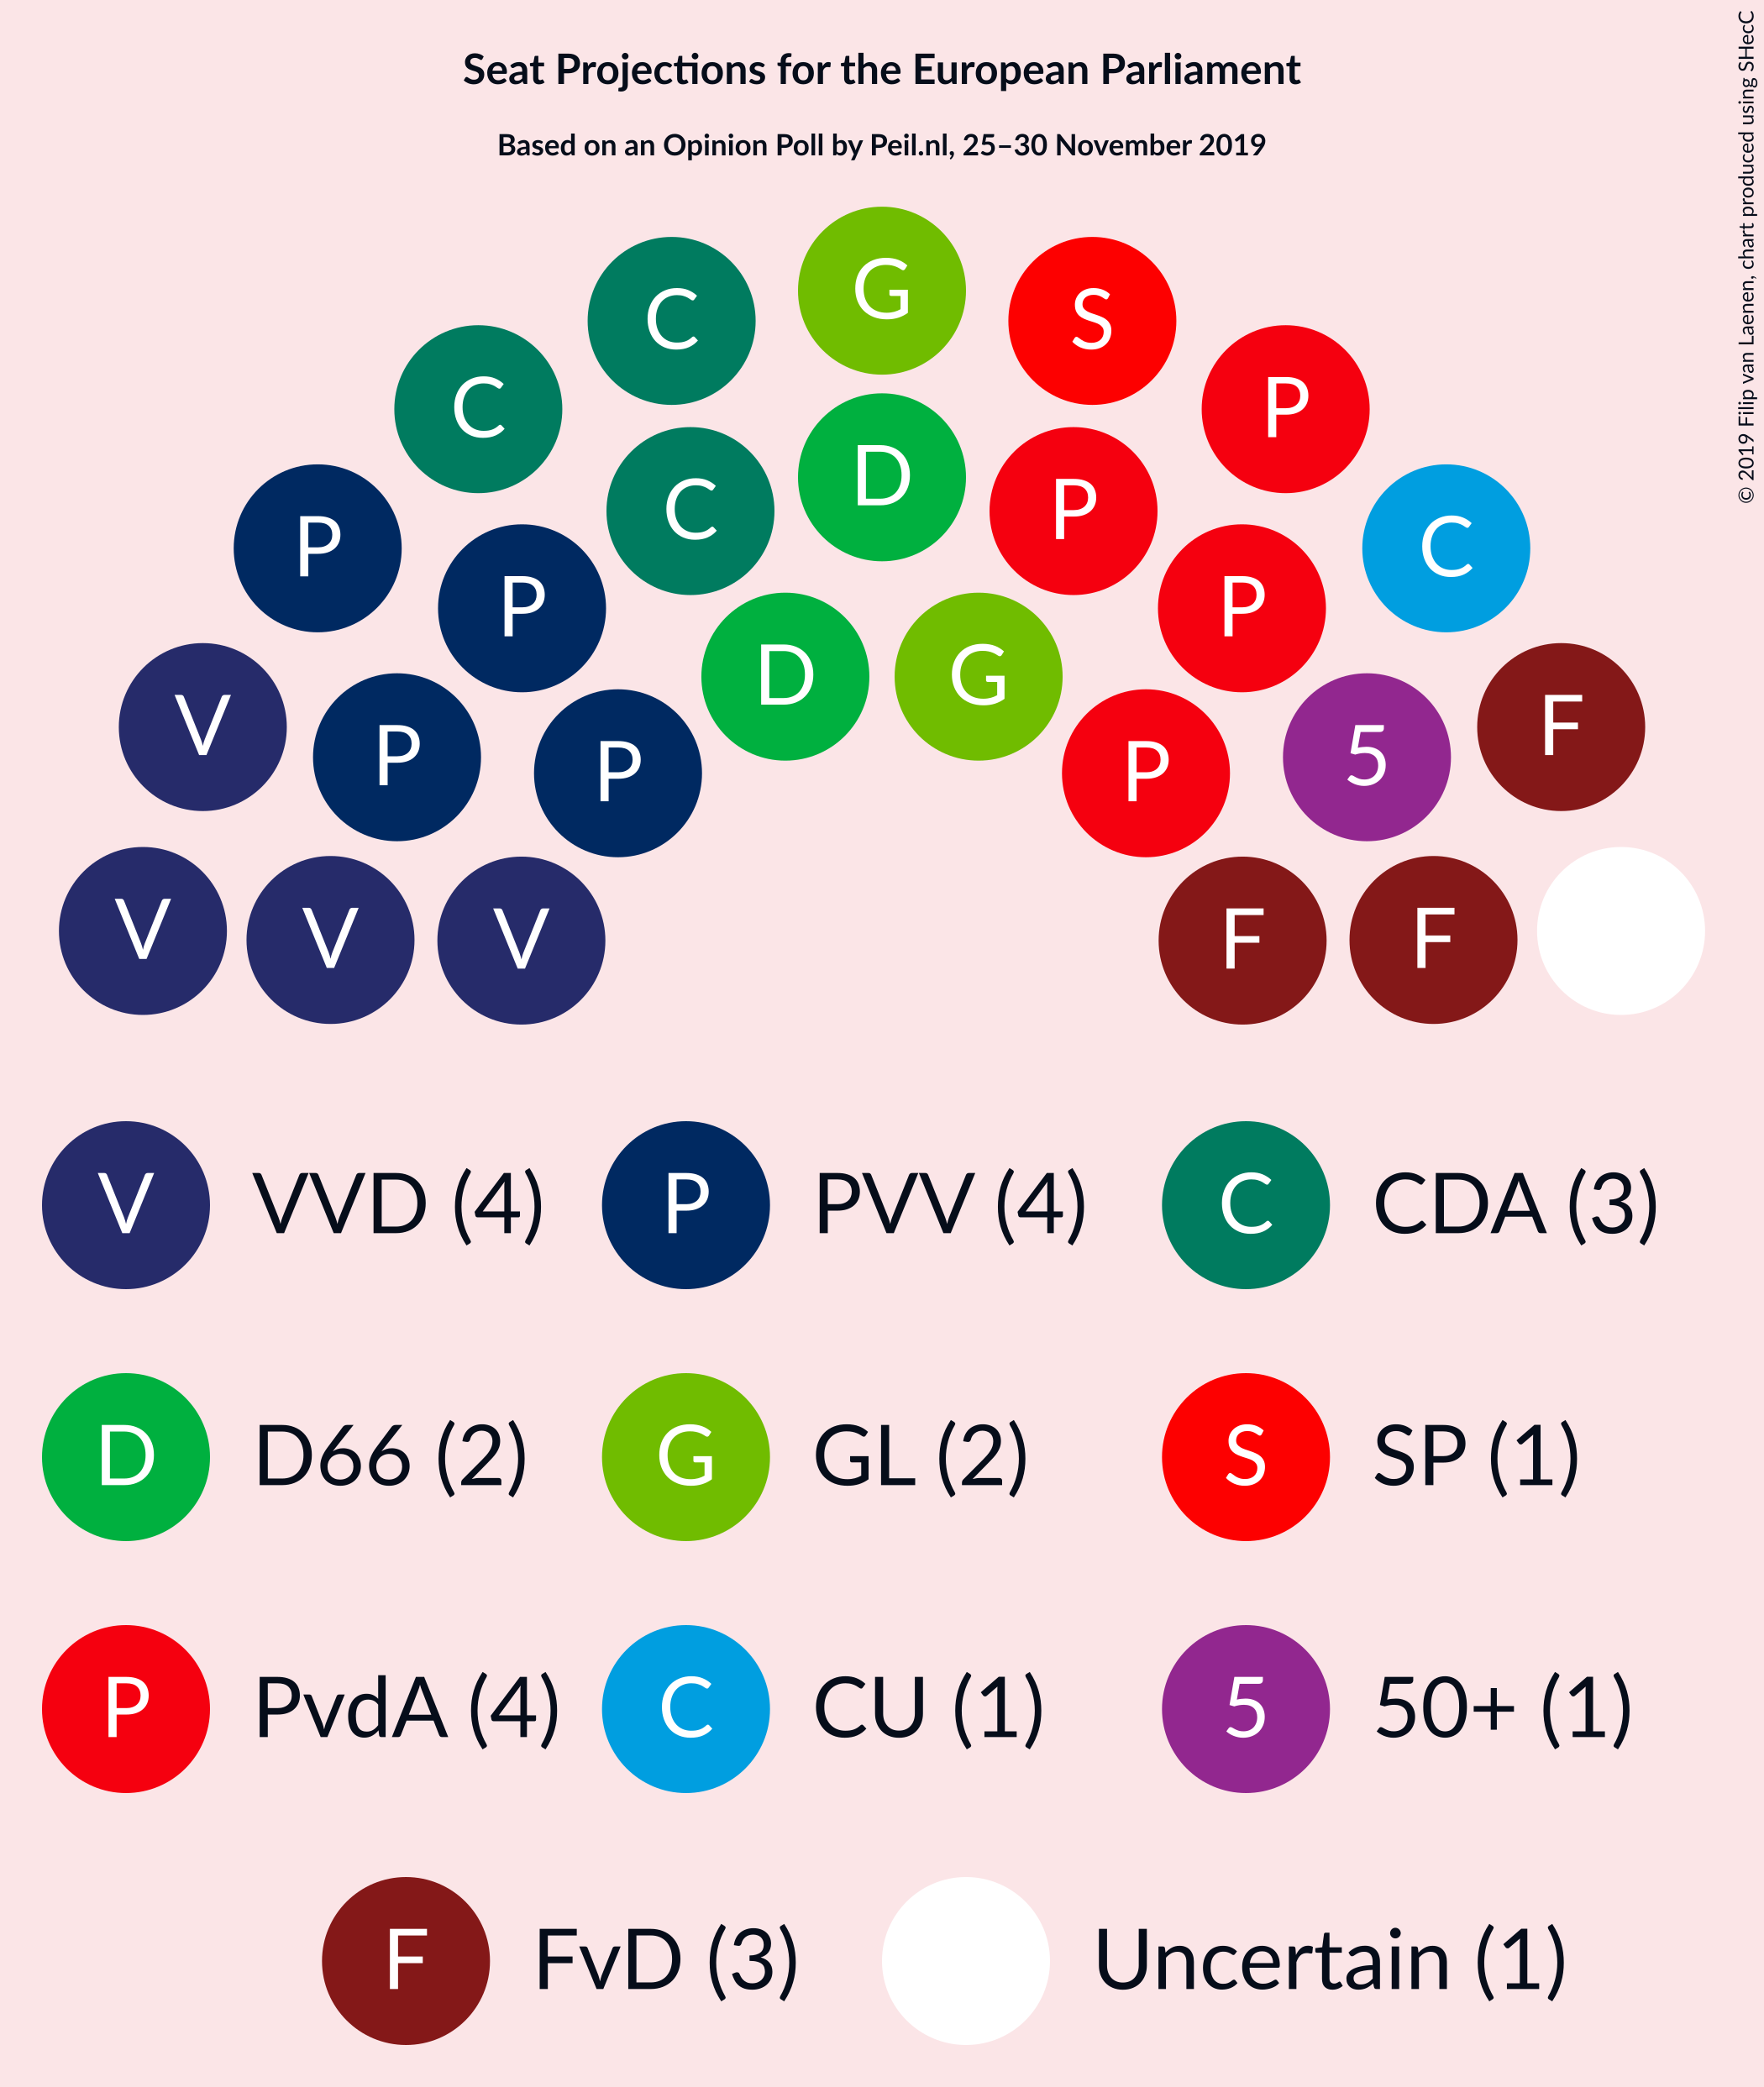 Seat Projections for the European Parliament
Based on an Opinion Poll by Peil.nl, 25–30 November 2019
© 2019 Filip van Laenen, chart produced using SHecC
G
C S
C P
D
C P
P C
P P
D G
V F
P 5
P P
V V V F F
V VVD (4) P PVV (4) C CDA (3)
D D66 (2) G GL (2) S SP (1)
P PvdA (4) C CU (1) 5 50+ (1)
F FvD (3) Uncertain (1)